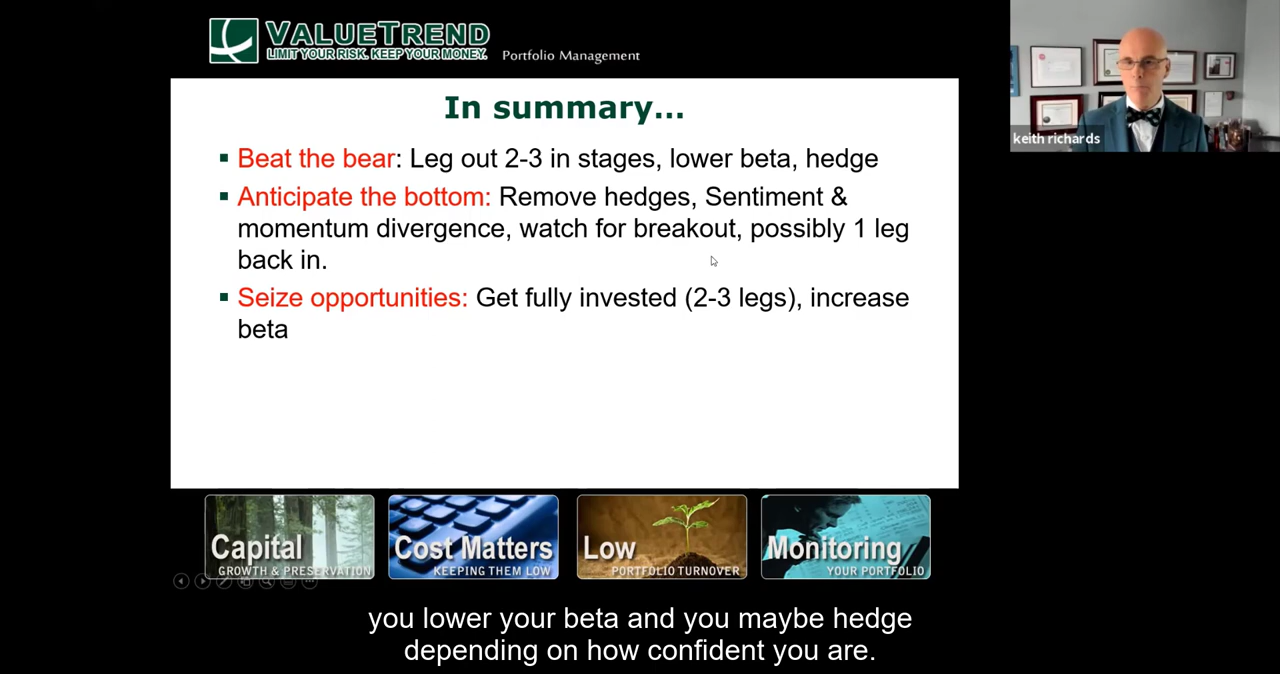 VALUETREND
LIMIT YOUR RISK. KEEP YOUR MONEY.
Portfolio Management
keith richards
In summary...
▪ Beat the bear: Leg out 2-3 in stages, lower beta, hedge
▪ Anticipate the bottom: Remove hedges, Sentiment &
momentum divergence, watch for breakout, possibly 1 leg
back in.
▪ Seize opportunities: Get fully invested (2-3 legs), increase
beta
Capital
GROWTH & PRESERVATION
Cost Matters
KEEPING THEM LOW
Low
PORTFOLIO TURNOVER
Monitoring
YOUR PORTFOLIO
you lower your beta and you maybe hedge
depending on how confident you are.